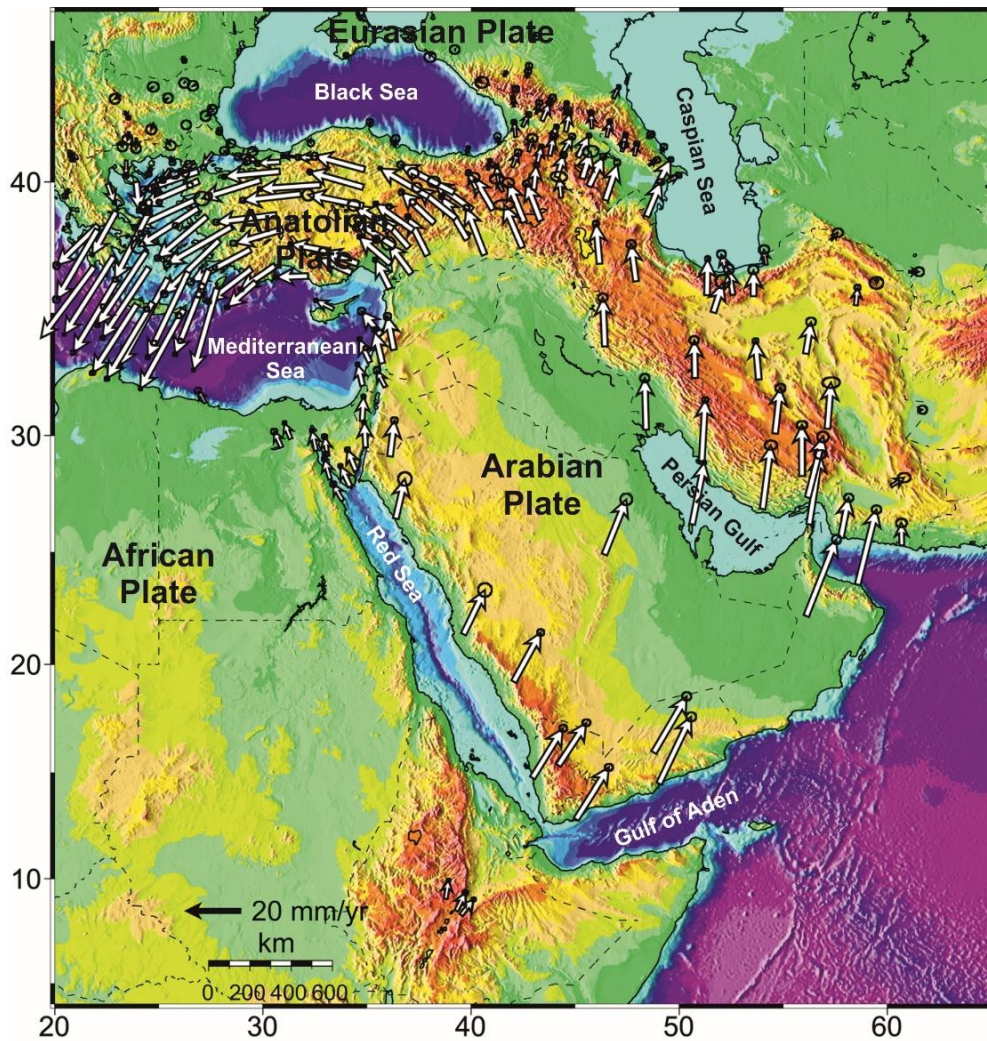 Eurasian Plate
Black Sea
Caspian Sea
40
Anatolian
Plate
Mediterranean
Sea
30
Arabian
Plate
Persian Gulf
African
Plate
Red Sea
20
Gulf of Aden
10
20 mm/yr
km
0 200 400 600
20 30 40 50 60